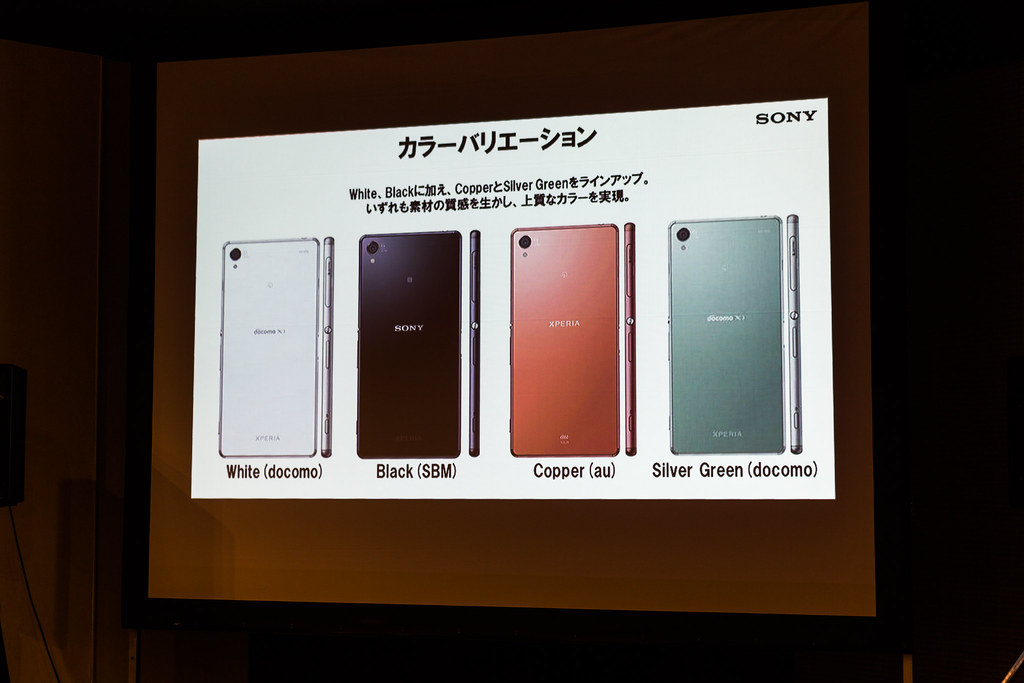 SONY
カラーバリエーション
White、Blackに加え、CopperとSilver Greenをラインアップ。
いずれも素材の質感を生かし、上質なカラーを実現。
docomo Xi
SONY
XPERIA
docomo Xi
XPERIA
au
XPERIA
White (docomo)
Black (SBM)
Copper (au)
Silver Green (docomo)